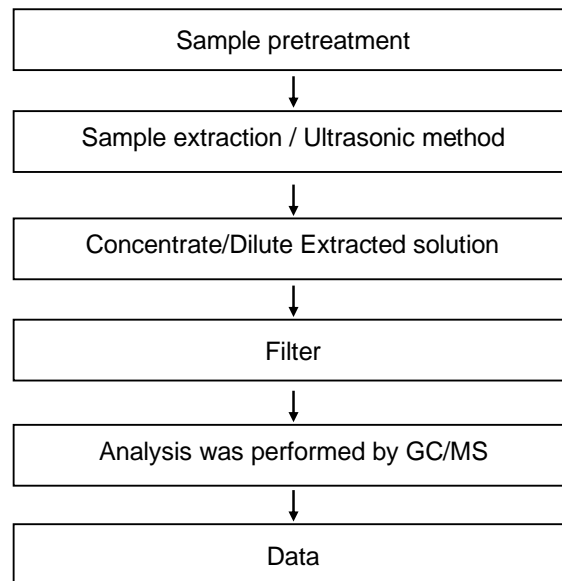 Sample pretreatment
Sample extraction / Ultrasonic method
Concentrate/Dilute Extracted solution
Filter
Analysis was performed by GC/MS
Data